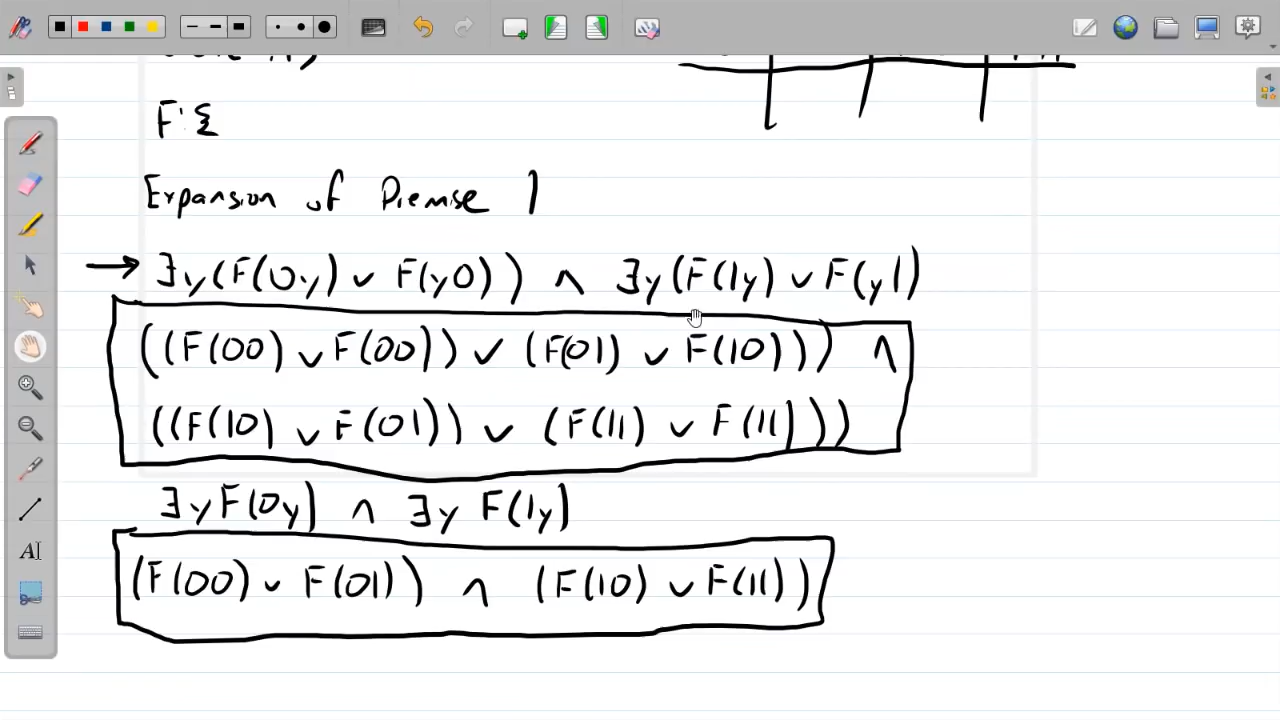 F: {
Expansion of Premise 1
→ ∃y(F(0y) ∨ F(y0)) ∧ ∃y(F(1y) ∨ F(y1)
((F(00) ∨ F(00)) ∨ (F(01) ∨ F(10))) ∧
((F(10) ∨ F(01)) ∨ (F(11) ∨ F(11)))
∃yF(0y) ∧ ∃y F(1y)
(F(00) ∨ F(01)) ∧ (F(10) ∨ F(11))